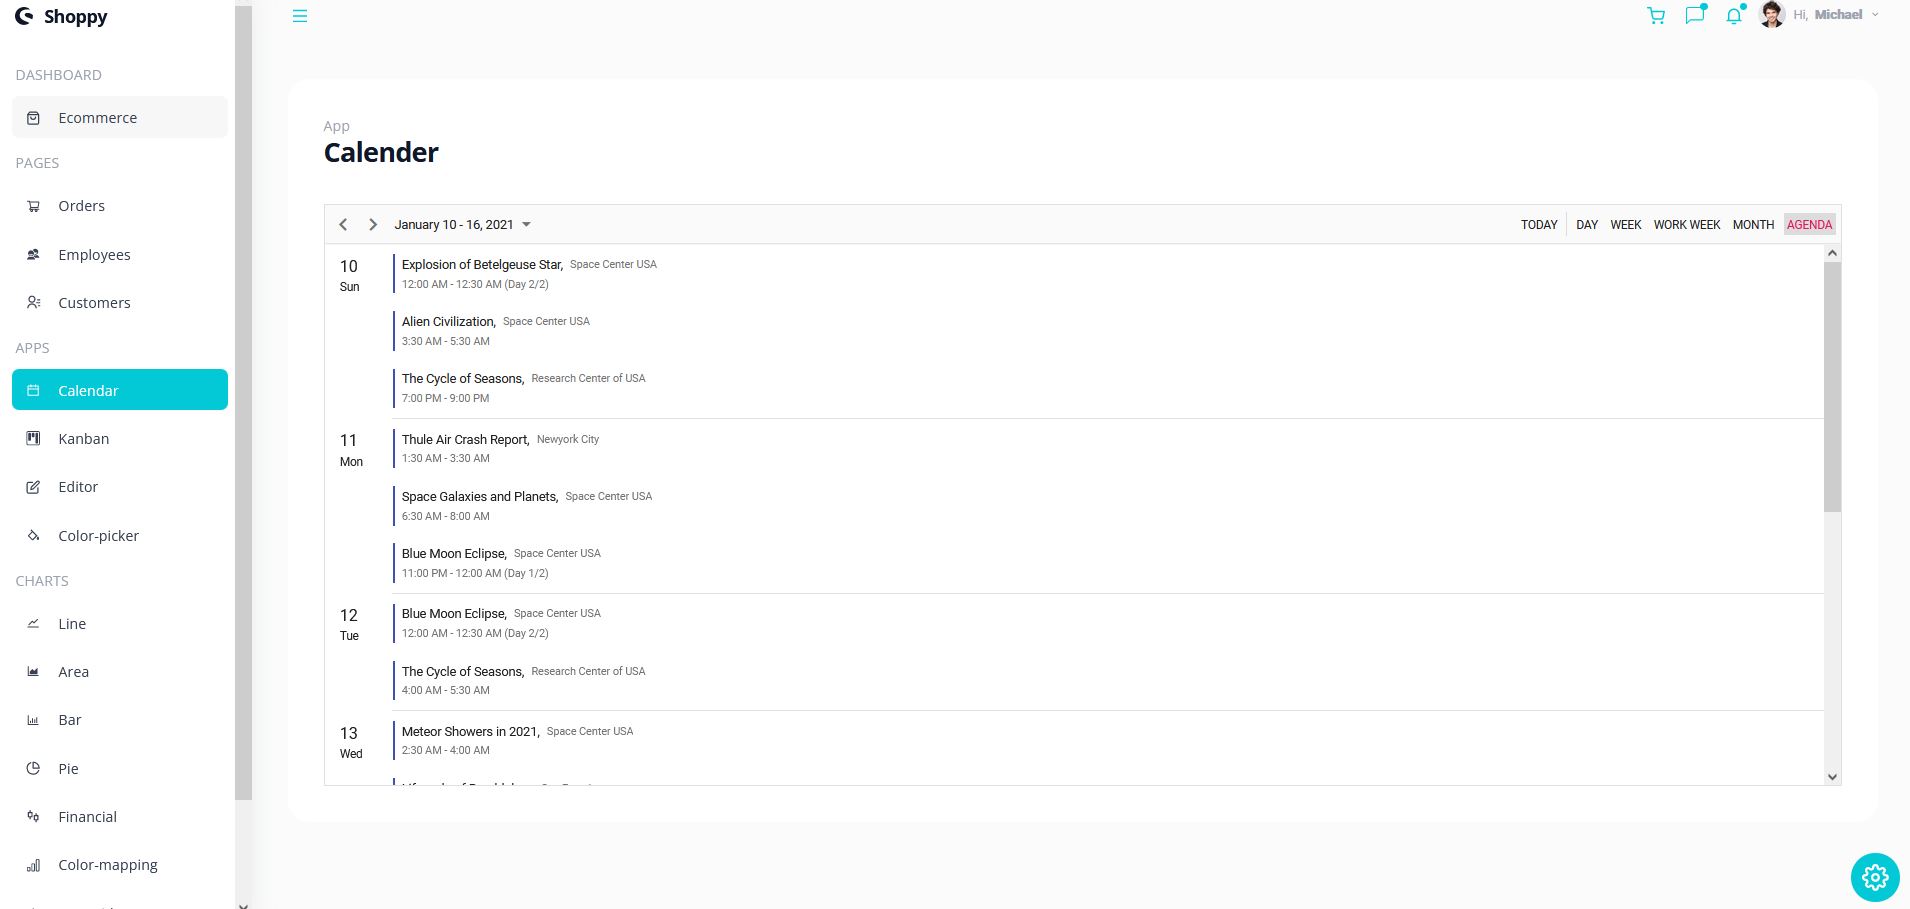 Shoppy
Hi, Michael
DASHBOARD
Ecommerce
PAGES
Orders
Employees
Customers
APPS
Calendar
Kanban
Editor
Color-picker
CHARTS
Line
Area
Bar
Pie
Financial
Color-mapping
App
Calender
January 10 - 16, 2021
TODAY DAY WEEK WORK WEEK MONTH AGENDA
10
Sun
Explosion of Betelgeuse Star, Space Center USA
12:00 AM - 12:30 AM (Day 2/2)
Alien Civilization, Space Center USA
3:30 AM - 5:30 AM
The Cycle of Seasons, Research Center of USA
7:00 PM - 9:00 PM
11
Mon
Thule Air Crash Report, Newyork City
1:30 AM - 3:30 AM
Space Galaxies and Planets, Space Center USA
6:30 AM - 8:00 AM
Blue Moon Eclipse, Space Center USA
11:00 PM - 12:00 AM (Day 1/2)
12
Tue
Blue Moon Eclipse, Space Center USA
12:00 AM - 12:30 AM (Day 2/2)
The Cycle of Seasons, Research Center of USA
4:00 AM - 5:30 AM
13
Wed
Meteor Showers in 2021, Space Center USA
2:30 AM - 4:00 AM